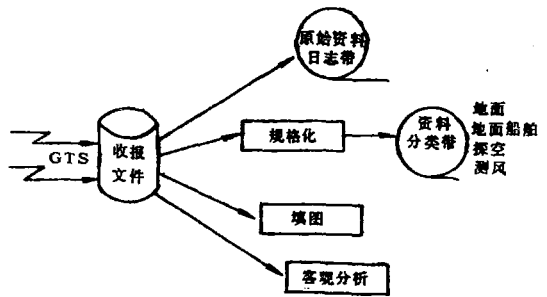 原始资料
日志带
GTS
收报
文件
规格化
资料
分类带
地面
地面船舶
探空
测风
填图
客观分析